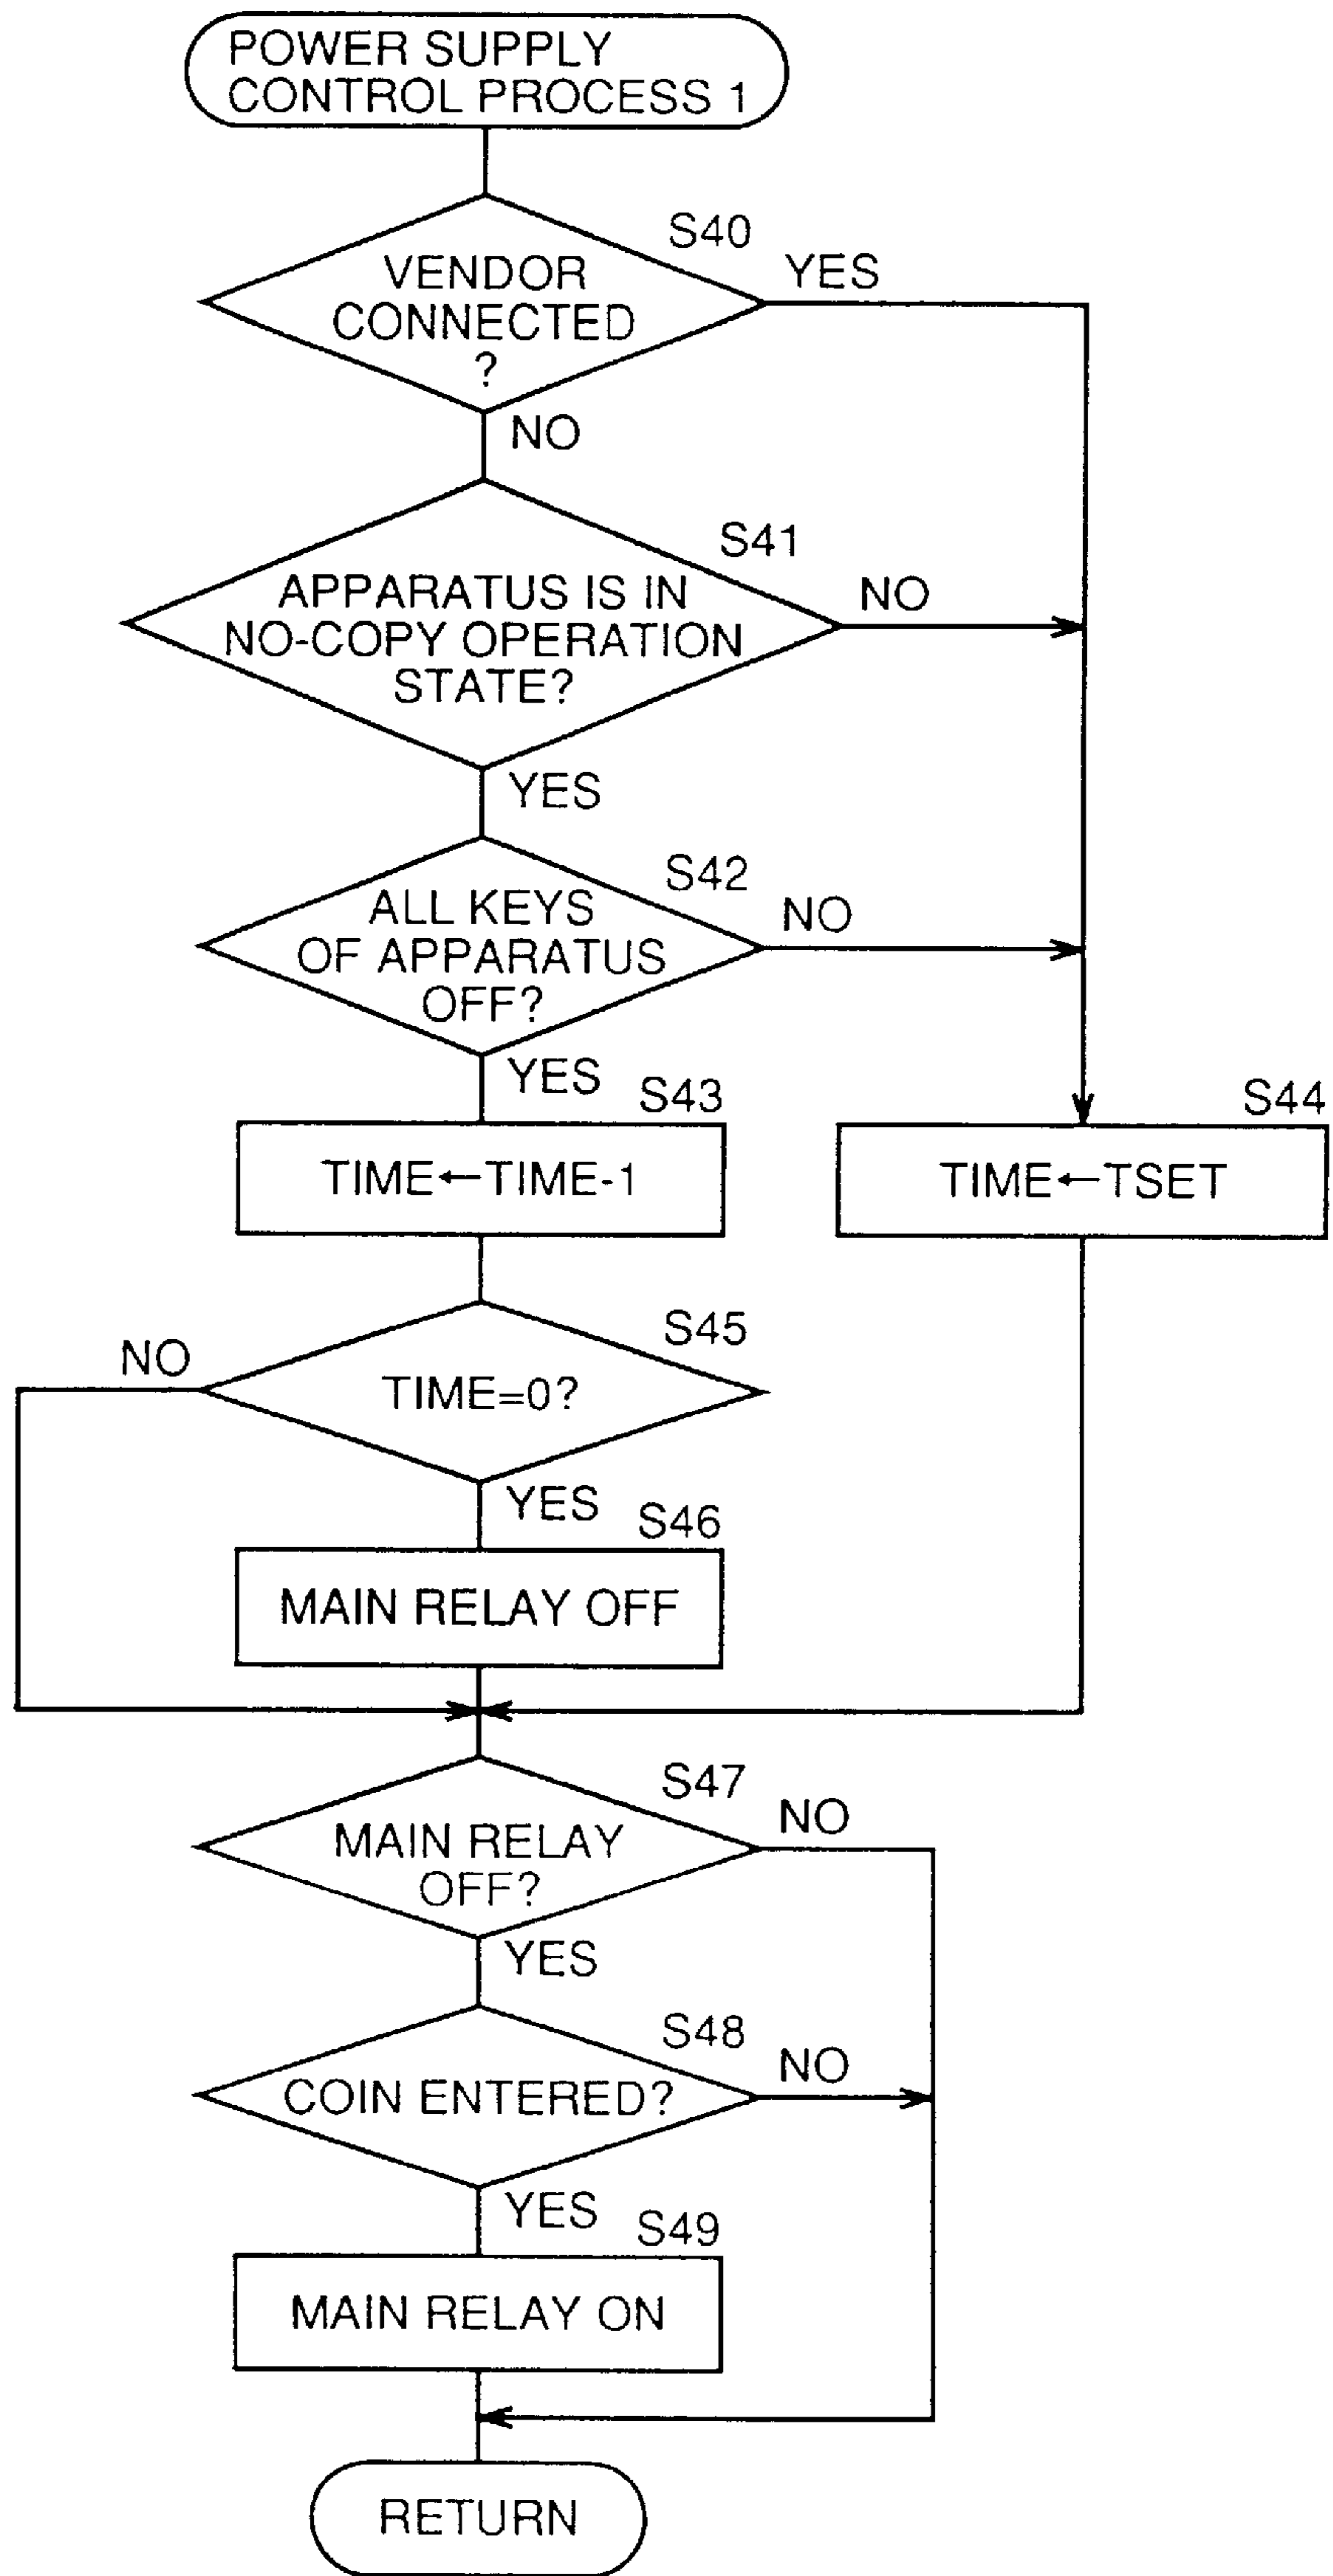 POWER SUPPLY
CONTROL PROCESS 1
S40
VENDOR
CONNECTED
?
YES
NO
S41
APPARATUS IS IN
NO-COPY OPERATION
STATE?
NO
YES
S42
ALL KEYS
OF APPARATUS
OFF?
NO
YES
S43
TIME←TIME-1
S44
TIME←TSET
S45
NO
TIME=0?
YES
S46
MAIN RELAY OFF
S47
MAIN RELAY
OFF?
NO
YES
S48
COIN ENTERED?
NO
YES
S49
MAIN RELAY ON
RETURN